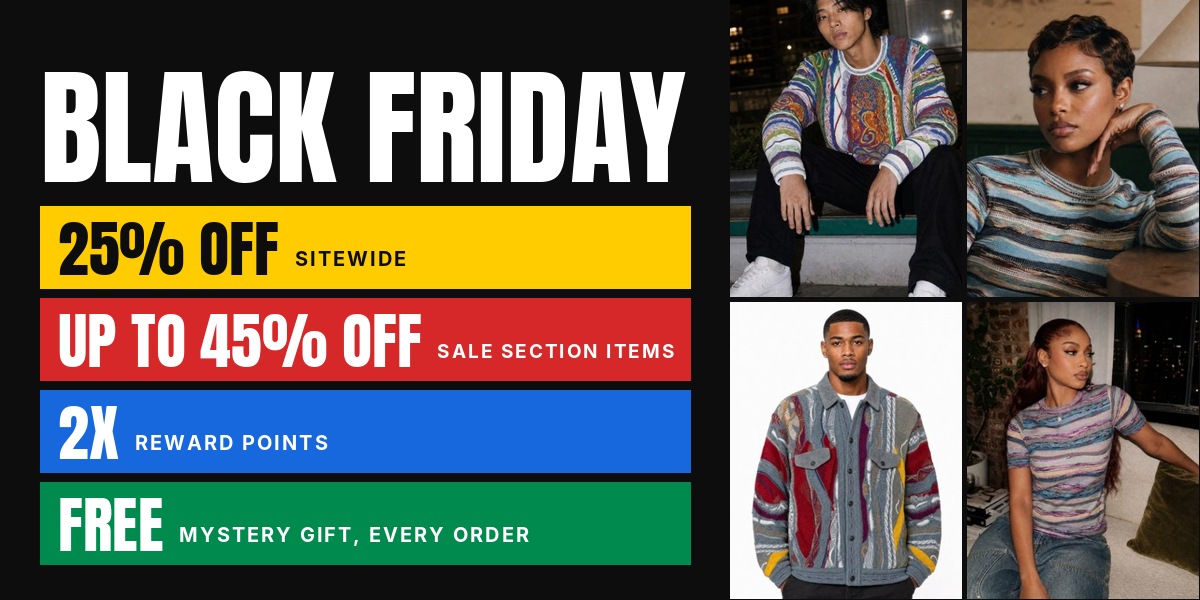 BLACK FRIDAY
25% OFF SITEWIDE
UP TO 45% OFF SALE SECTION ITEMS
2X REWARD POINTS
FREE MYSTERY GIFT, EVERY ORDER